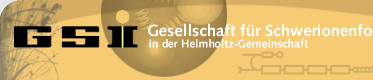 GSI
Gesellschaft für Schwerionenfo
in der Helmholtz-Gemeinschaft